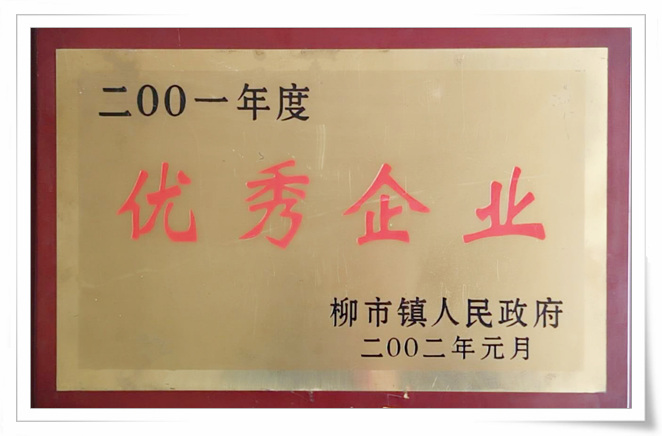 二00一年度
优秀企业
柳市镇人民政府
二00二年元月